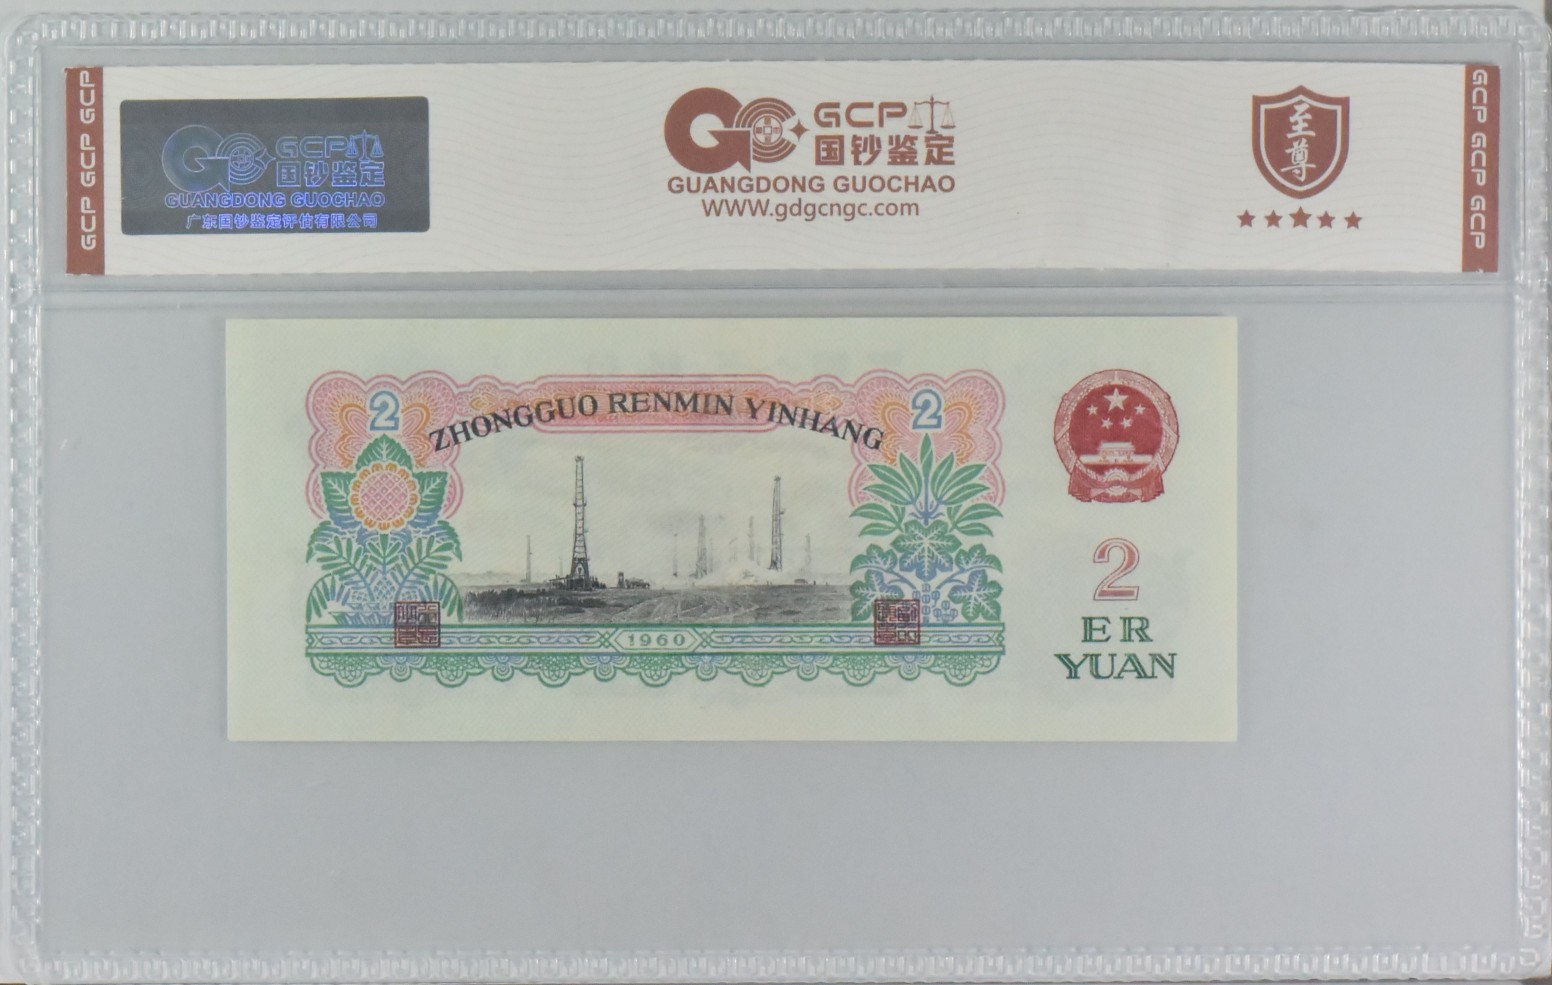 GCP GCP GCP
GCP
国钞鉴定
GUANGDONG GUOCHAO
广东国钞鉴定评估有限公司
GCP
国钞鉴定
GUANGDONG GUOCHAO
WWW.gdgcngc.com
至尊
GCP GCP GCP
2
ZHONGGUO RENMIN YINHANG
2
2
ER
YUAN
1960